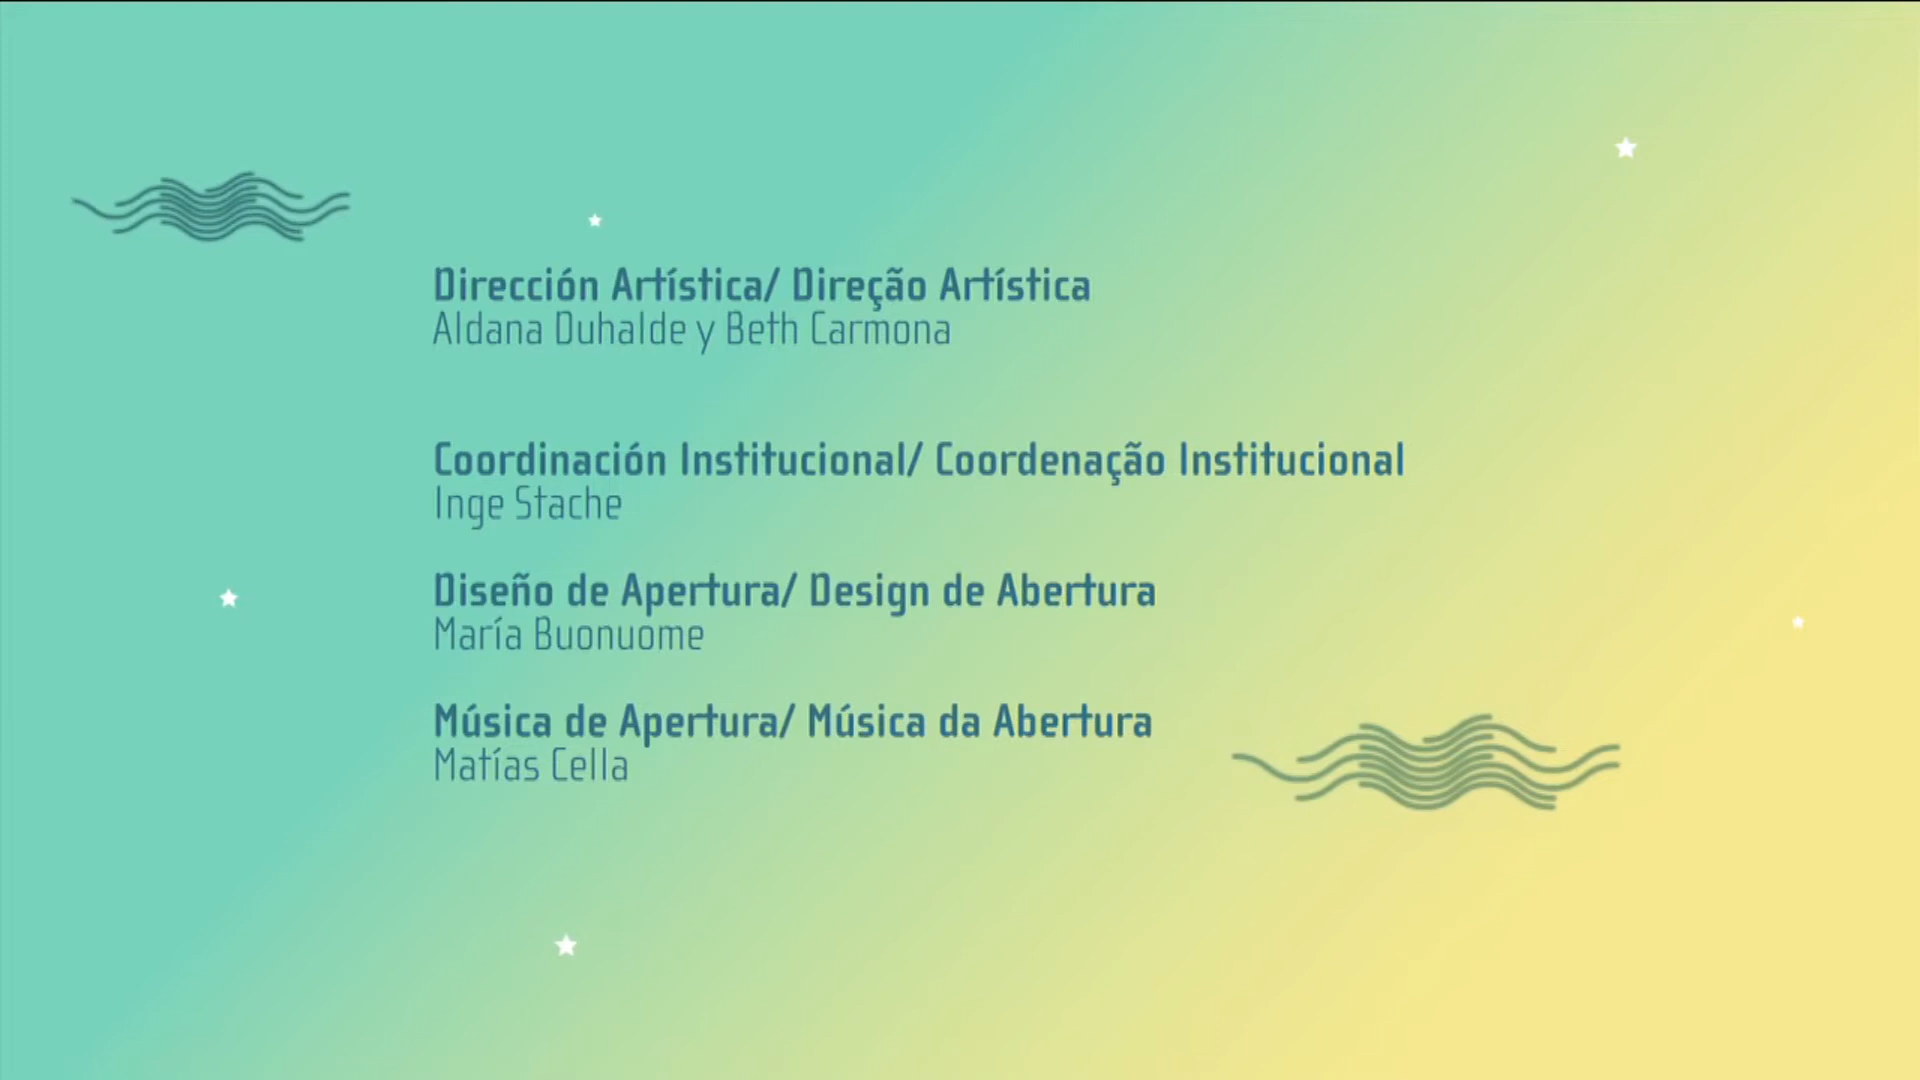 Dirección Artística/ Direção Artística
Aldana Duhalde y Beth Carmona
Coordinación Institucional/ Coordenação Institucional
Inge Stache
Diseño de Apertura/ Design de Abertura
María Buonuome
Música de Apertura/ Música da Abertura
Matías Cella